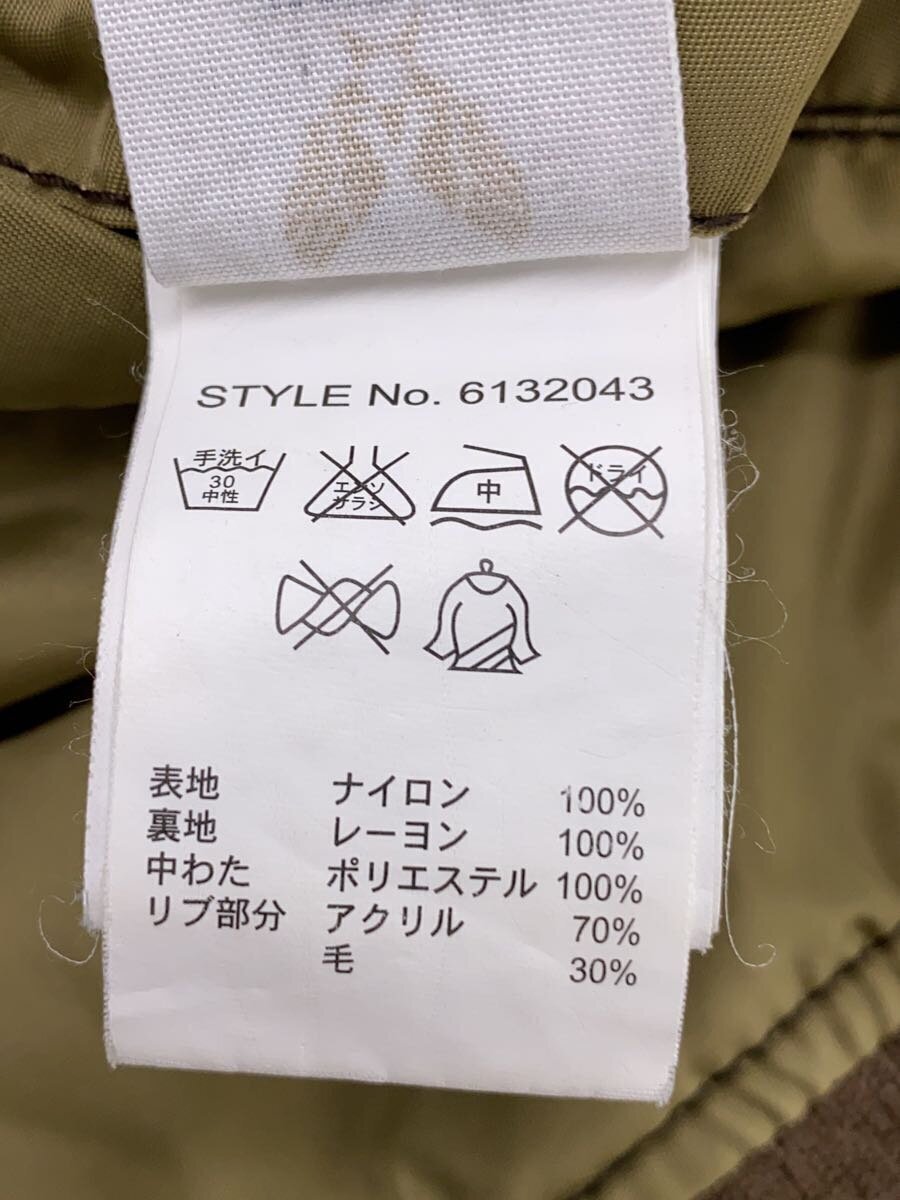 STYLE No. 6132043
手洗イ
30
中性
エンソ
サラシ
中
ドライ
表地 ナイロン 100%
裏地 レーヨン 100%
中わた ポリエステル 100%
リブ部分 アクリル 70%
毛 30%